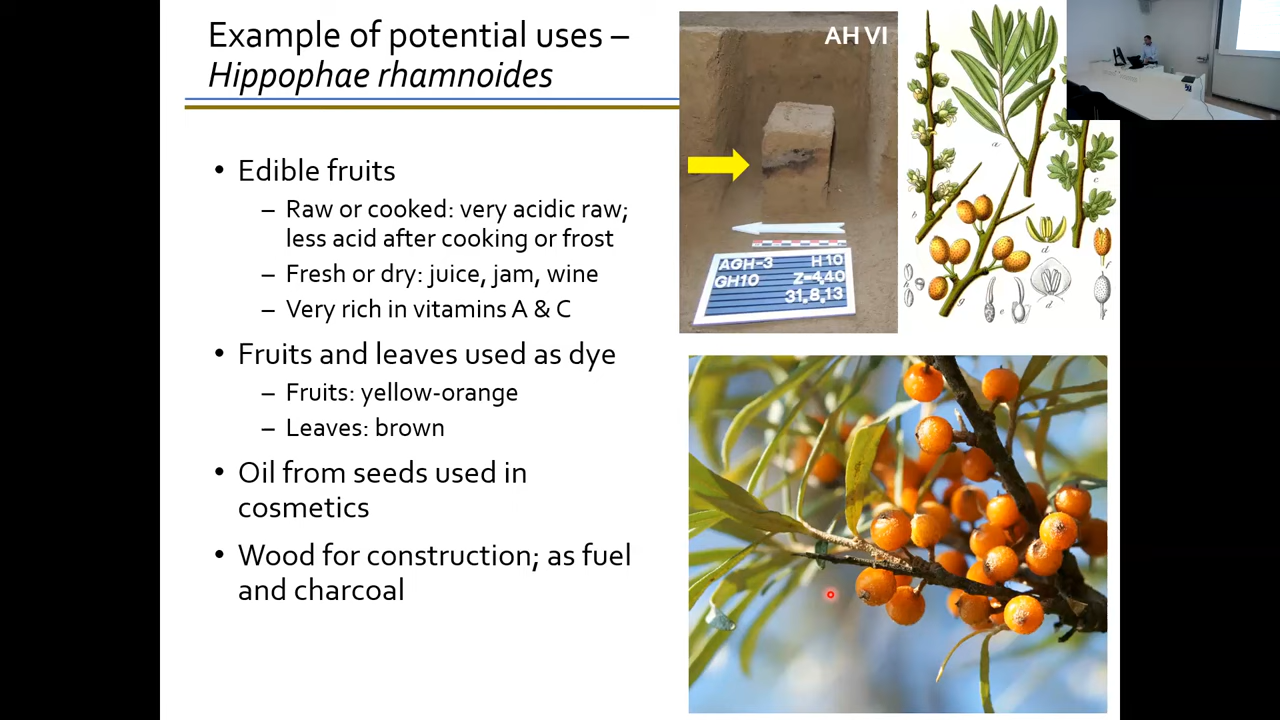 Example of potential uses –
Hippophae rhamnoides
• Edible fruits
– Raw or cooked: very acidic raw;
less acid after cooking or frost
– Fresh or dry: juice, jam, wine
– Very rich in vitamins A & C
• Fruits and leaves used as dye
– Fruits: yellow-orange
– Leaves: brown
• Oil from seeds used in
cosmetics
• Wood for construction; as fuel
and charcoal
AH VI
AGH-3 H10
GH10 Z-4,40
31,8,13
a
b
c
d
d
e
g